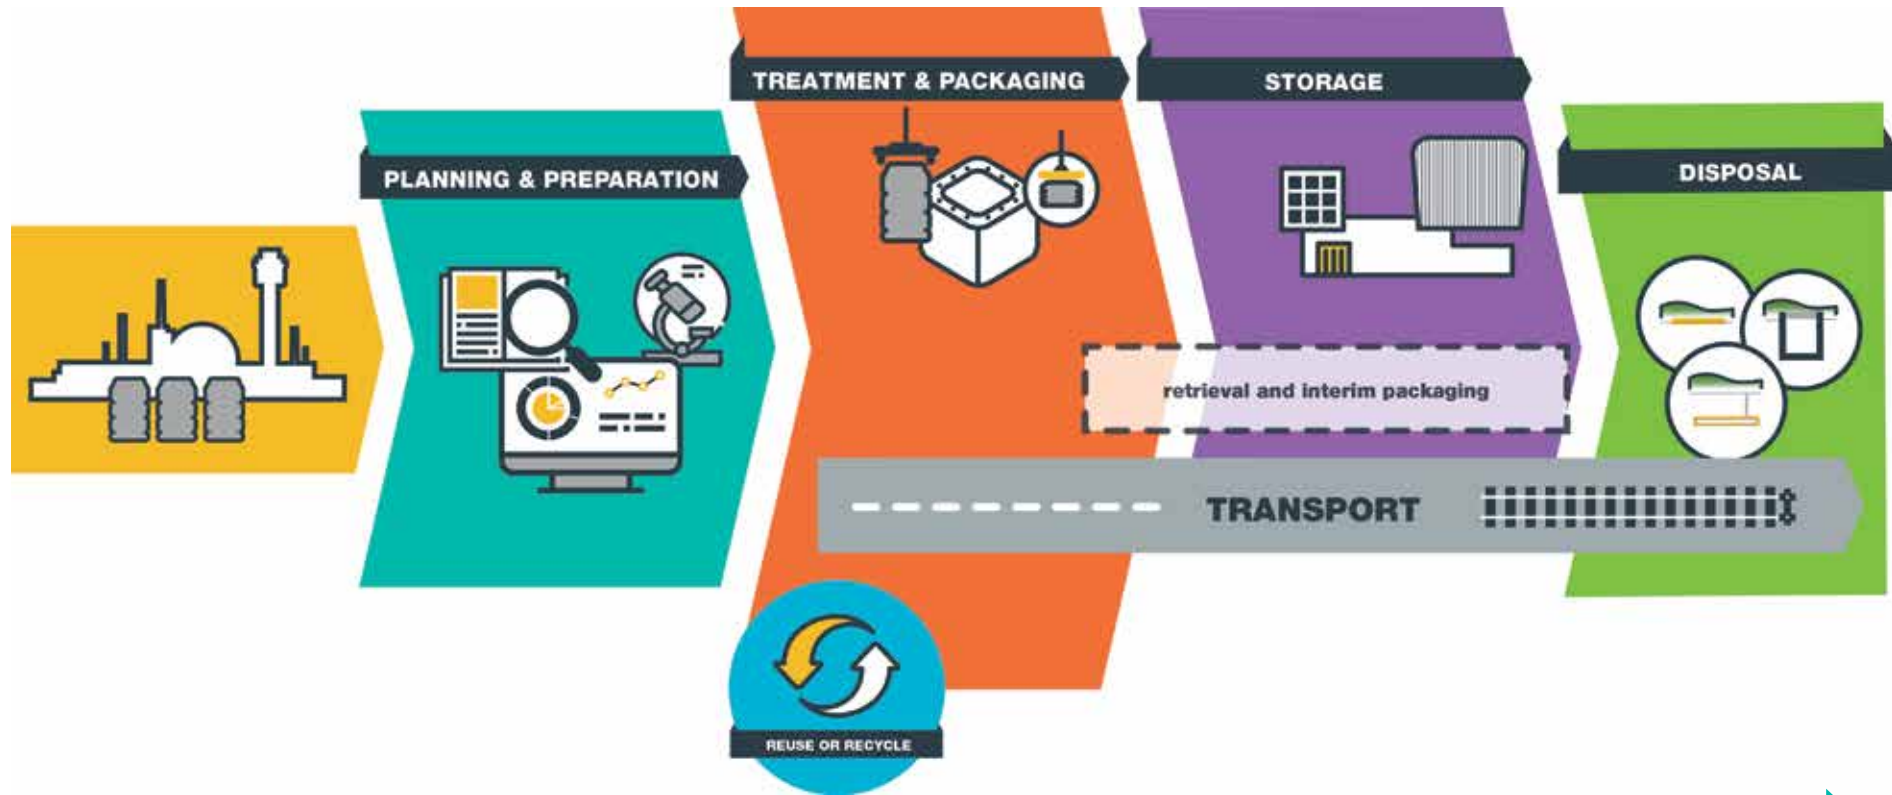 PLANNING & PREPARATION
TREATMENT & PACKAGING
STORAGE
DISPOSAL
retrieval and interim packaging
TRANSPORT
REUSE OR RECYCLE